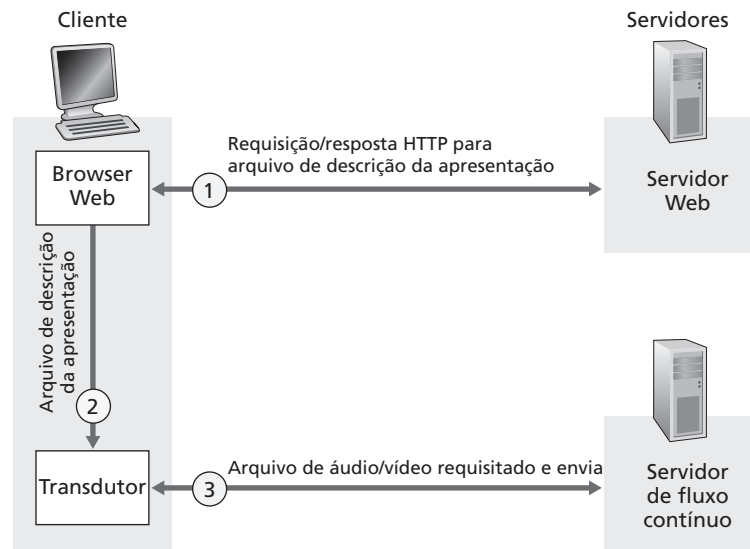 Cliente
Servidores
Requisição/resposta HTTP para
arquivo de descrição da apresentação
Browser
Web
1
Servidor
Web
Arquivo de descrição
da apresentação
2
Transdutor
3
Arquivo de áudio/vídeo requisitado e envia
Servidor
de fluxo
contínuo